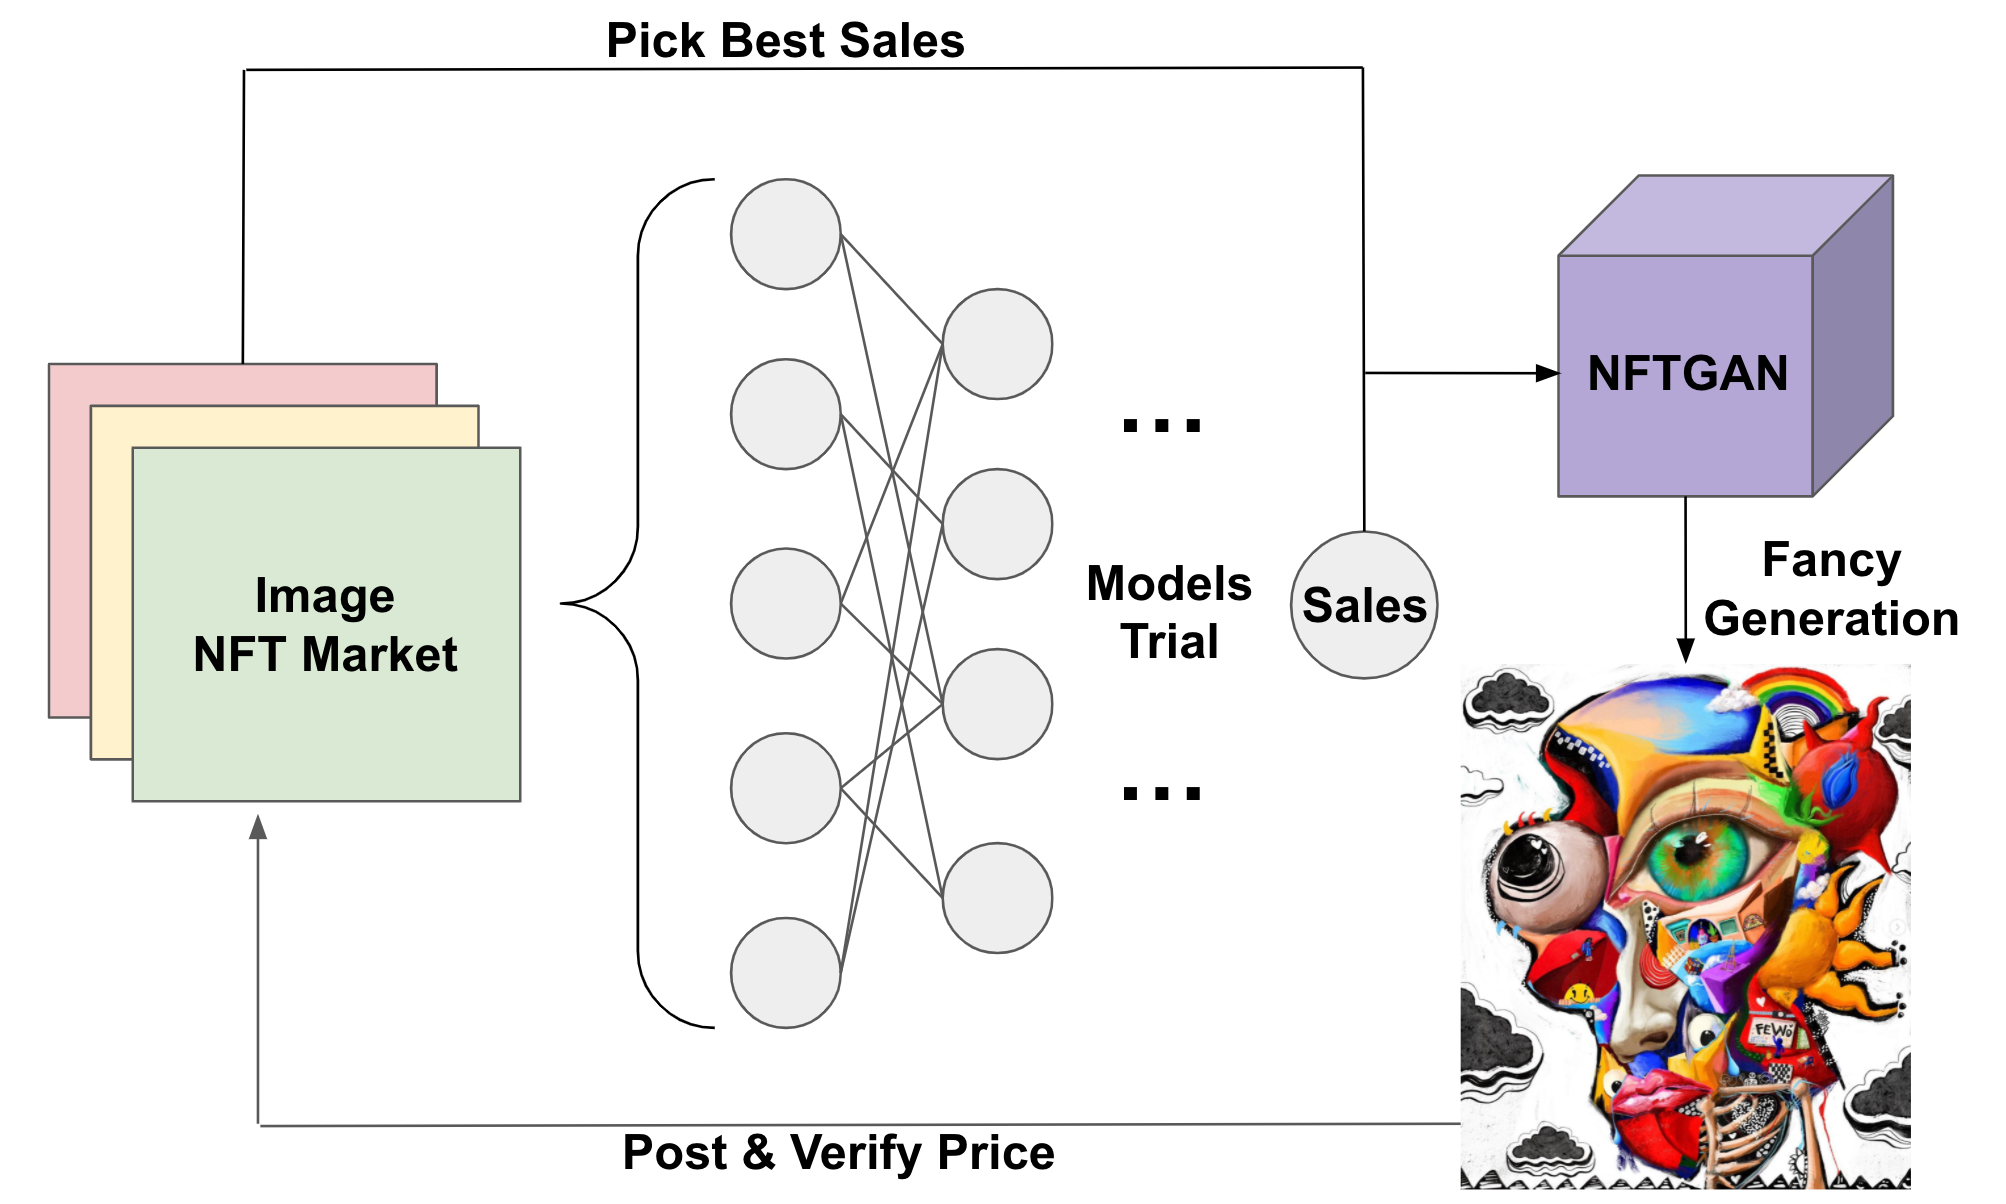 Pick Best Sales
NFTGAN
Image
NFT Market
Models
Trial
Sales
Fancy
Generation
FEWO
Post & Verify Price